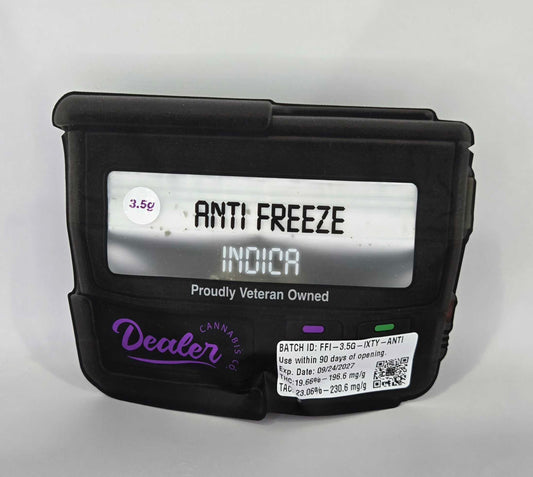 3.5g
ANTI FREEZE
INDICA
Proudly Veteran Owned
Dealer
CANNABIS CO
BATCH ID: FFI-3.5G-IXTY-ANTI
Use within 90 days of opening.
Exp. Date: 09/24/2027
THC:19.66%-196.6 mg/g
TAC:23.06%-230.6 mg/g